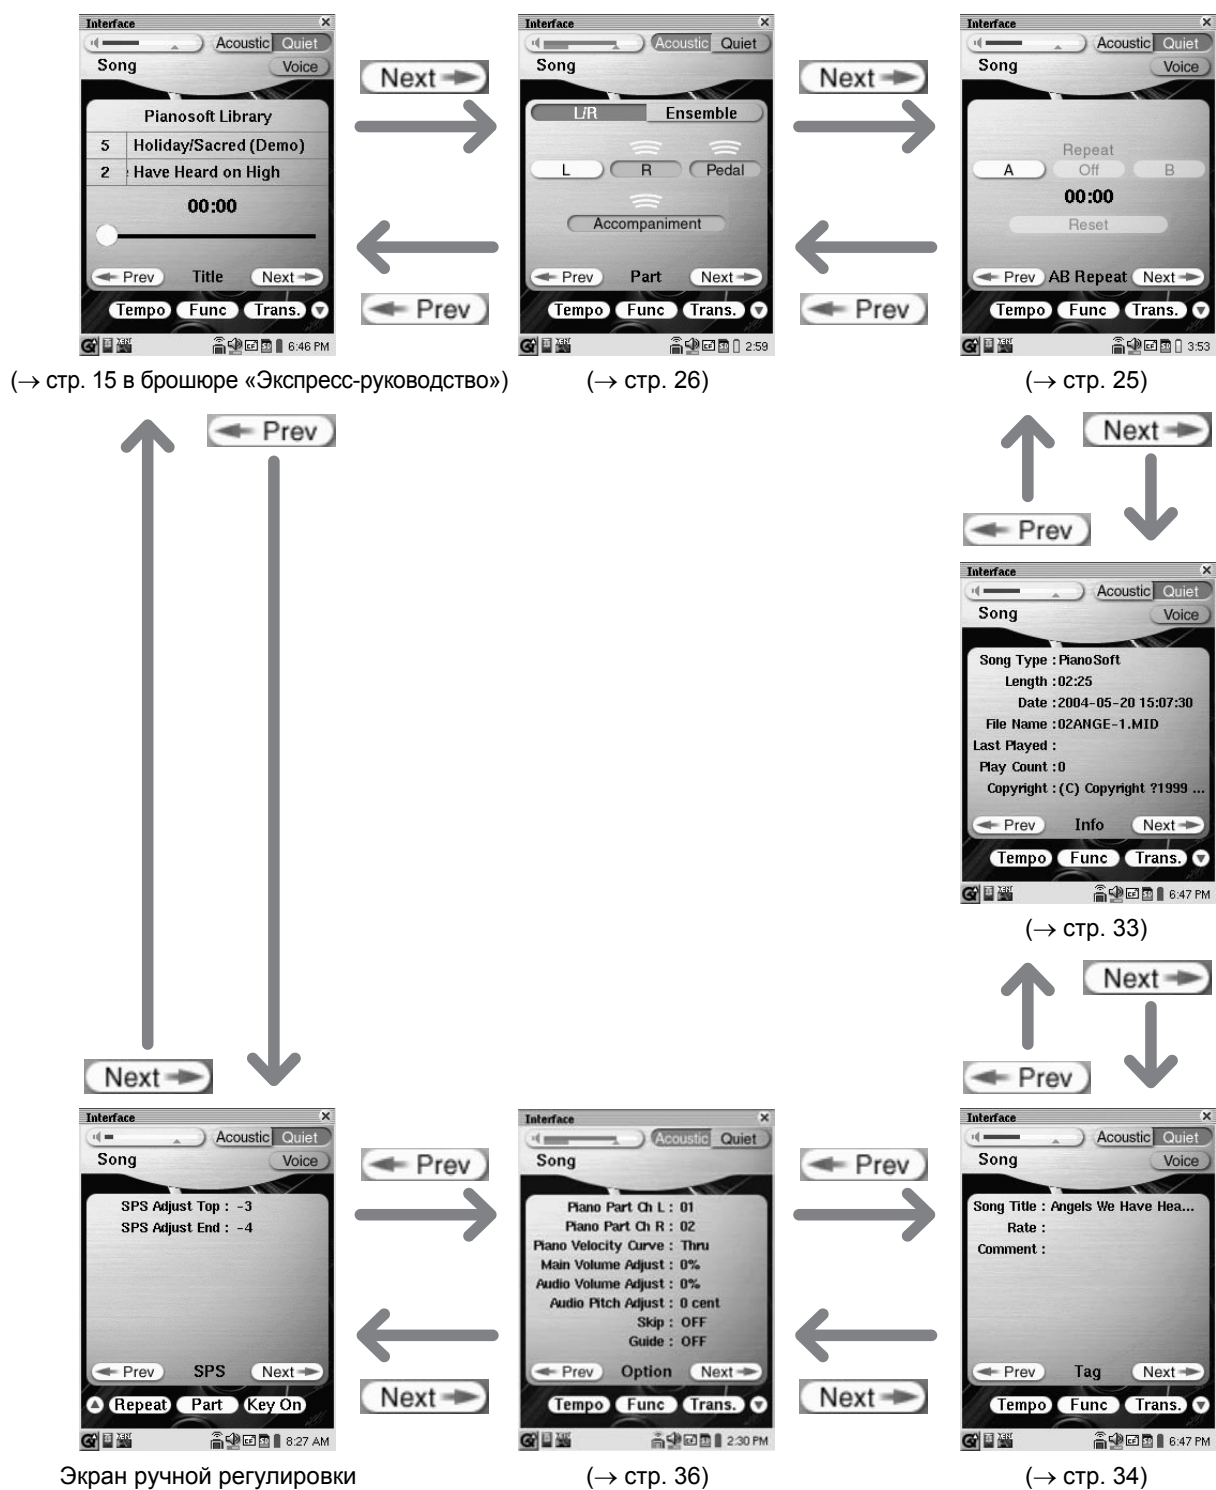 Interface
Acoustic Quiet
Song
Voice
Pianosoft Library
5 Holiday/Sacred (Demo)
2 Have Heard on High
00:00
Prev Title Next
Tempo Func Trans.
6:46 PM
(→ стр. 15 в брошюре «Экспресс-руководство»)
Next
Prev
Interface
Acoustic Quiet
Song
L/R Ensemble
L R Pedal
Accompaniment
Prev Part Next
Tempo Func Trans.
2:59
(→ стр. 26)
Next
Prev
Interface
Acoustic Quiet
Song
Voice
Repeat
A Off B
00:00
Reset
Prev AB Repeat Next
Tempo Func Trans.
3:53
(→ стр. 25)
Prev
Next
Prev
Next
Interface
Acoustic Quiet
Song
Voice
Song Type : PianoSoft
Length : 02:25
Date : 2004-05-20 15:07:30
File Name : 02ANGE-1.MID
Last Played :
Play Count : 0
Copyright : (C) Copyright ?1999 ...
Prev Info Next
Tempo Func Trans.
6:47 PM
(→ стр. 33)
Next
Prev
Next
Interface
Acoustic Quiet
Song
Voice
SPS Adjust Top : -3
SPS Adjust End : -4
Prev SPS Next
Repeat Part Key On
8:27 AM
Экран ручной регулировки
Prev
Next
Interface
Acoustic Quiet
Song
Piano Part Ch L : 01
Piano Part Ch R : 02
Piano Velocity Curve : Thru
Main Volume Adjust : 0%
Audio Volume Adjust : 0%
Audio Pitch Adjust : 0 cent
Skip : OFF
Guide : OFF
Prev Option Next
Tempo Func Trans.
2:30 PM
(→ стр. 36)
Prev
Next
Interface
Acoustic Quiet
Song
Voice
Song Title : Angels We Have Hea...
Rate :
Comment :
Prev Tag Next
Tempo Func Trans.
6:47 PM
(→ стр. 34)